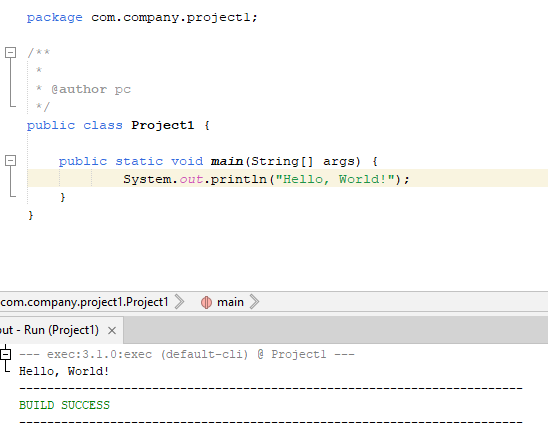 package com.company.project1;
/**
*
* @author pc
*/
public class Project1 {
public static void main(String[] args) {
System.out.println("Hello, World!");
}
}
com.company.project1.Project1 main
out - Run (Project1) ×
--- exec:3.1.0:exec (default-cli) @ Project1 ---
Hello, World!
------------------------------------------------------------------------
BUILD SUCCESS
------------------------------------------------------------------------